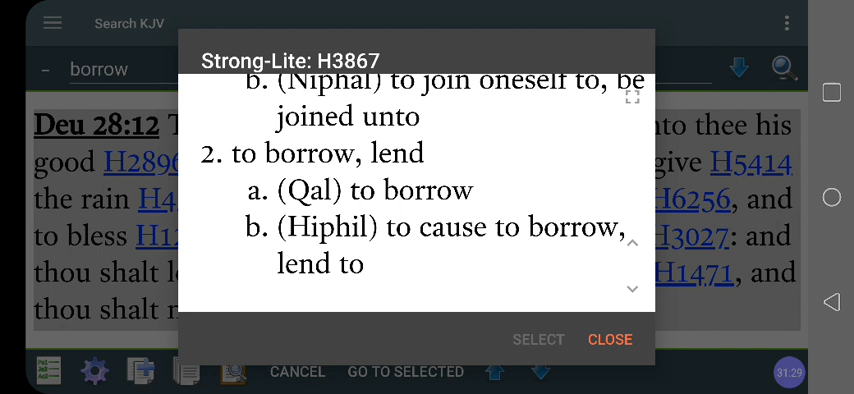 Search KJV
Strong-Lite: H3867
- borrow
b. (Niphal) to join oneself to, be
joined unto
2. to borrow, lend
a. (Qal) to borrow
b. (Hiphil) to cause to borrow,
lend to
Deu 28:12 nto thee his
good H289 give H5414
the rain H4 H6256, and
to bless H1 H3027: and
thou shalt H1471, and
thou shalt
SELECT CLOSE
CANCEL GO TO SELECTED
31:29